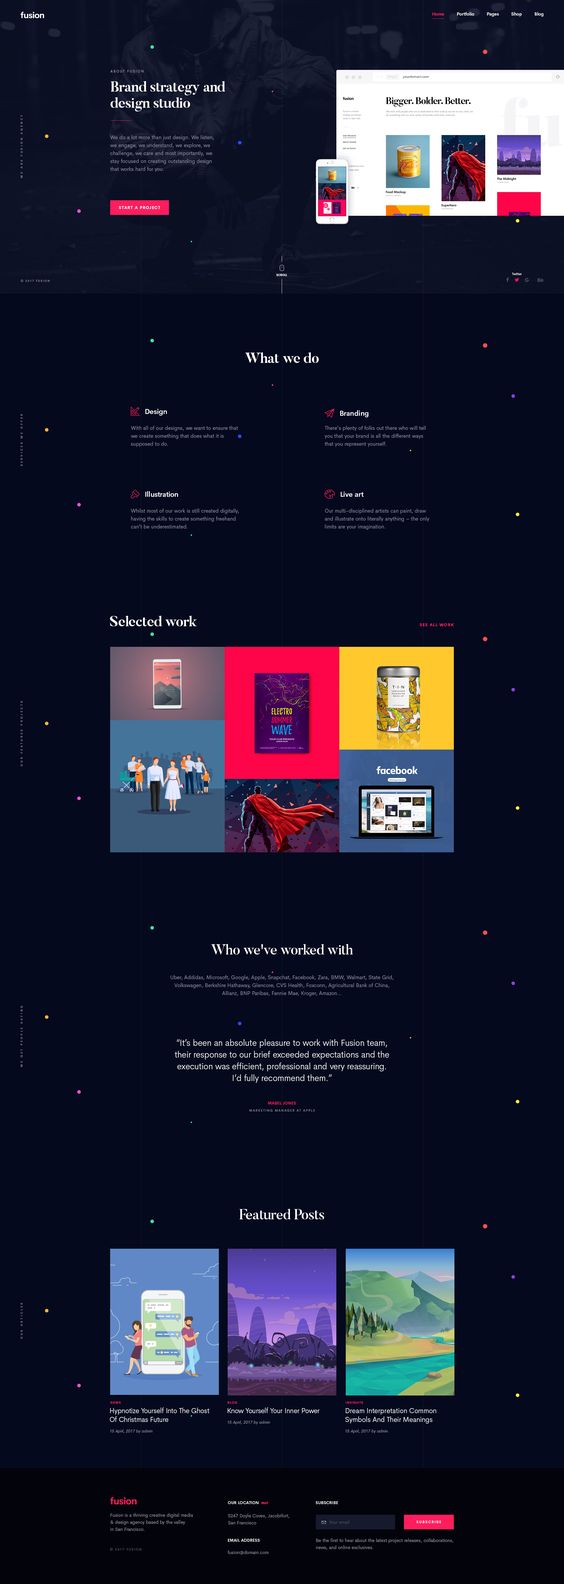 fusion
Home
Portfolio
Pages
Shop
Blog
ABOUT FUSION
Brand strategy and
design studio
WE ARE FUSION AGENCY
We do a lot more than just design. We listen,
we engage, we understand, we explore, we
challenge, we care and most importantly, we
stay focused on creating outstanding design
that works hard for you.
START A PROJECT
yourdomain.com
fusion
Bigger. Bolder. Better.
fu
Food Mockup
Superhero
The Midnight
SCROLL
© 2017 FUSION
Twitter
What we do
SERVICES WE OFFER
Design
With all of our designs, we want to ensure that
we create something that does what it is
supposed to do.
Branding
There's plenty of folks out there who will tell
you that your brand is all the different ways
that you represent yourself.
Illustration
Whilst most of our work is still created digitally,
having the skills to create something freehand
can't be underestimated.
Live art
Our multi-disciplined artists can paint, draw
and illustrate onto literally anything – the only
limits are your imagination.
Selected work
SEE ALL WORK
OUR FEATURED PROJECTS
ELECTRO
SUMMER
WAVE
TIN
facebook
Who we've worked with
Uber, Addidas, Microsoft, Google, Apple, Snapchat, Facebook, Zara, BMW, Walmart, State Grid,
Volkswagen, Berkshire Hathaway, Glencore, CVS Health, Foxconn, Agricultural Bank of China,
Allianz, BNP Paribas, Fannie Mae, Kroger, Amazon...
“It's been an absolute pleasure to work with Fusion team,
their response to our brief exceeded expectations and the
execution was efficient, professional and very reassuring.
I'd fully recommend them.”
MABEL JONES
MARKETING MANAGER AT APPLE
Featured Posts
OUR ARTICLES
NEWS
Hypnotize Yourself Into The Ghost
Of Christmas Future
15 April, 2017 by admin
BLOG
Know Yourself Your Inner Power
15 April, 2017 by admin
INSIGHTS
Dream Interpretation Common
Symbols And Their Meanings
15 April, 2017 by admin
fusion
Fusion is a thriving creative digital media
& design agency based by the valley
in San Francisco.
© 2017 FUSION
OUR LOCATION
5247 Doyle Coves, Jacobifurt,
San Francisco
EMAIL ADDRESS
fusion@domain.com
SUBSCRIBE
Your email
SUBSCRIBE
Be the first to hear about the latest project releases, collaborations,
news, and online exclusives.